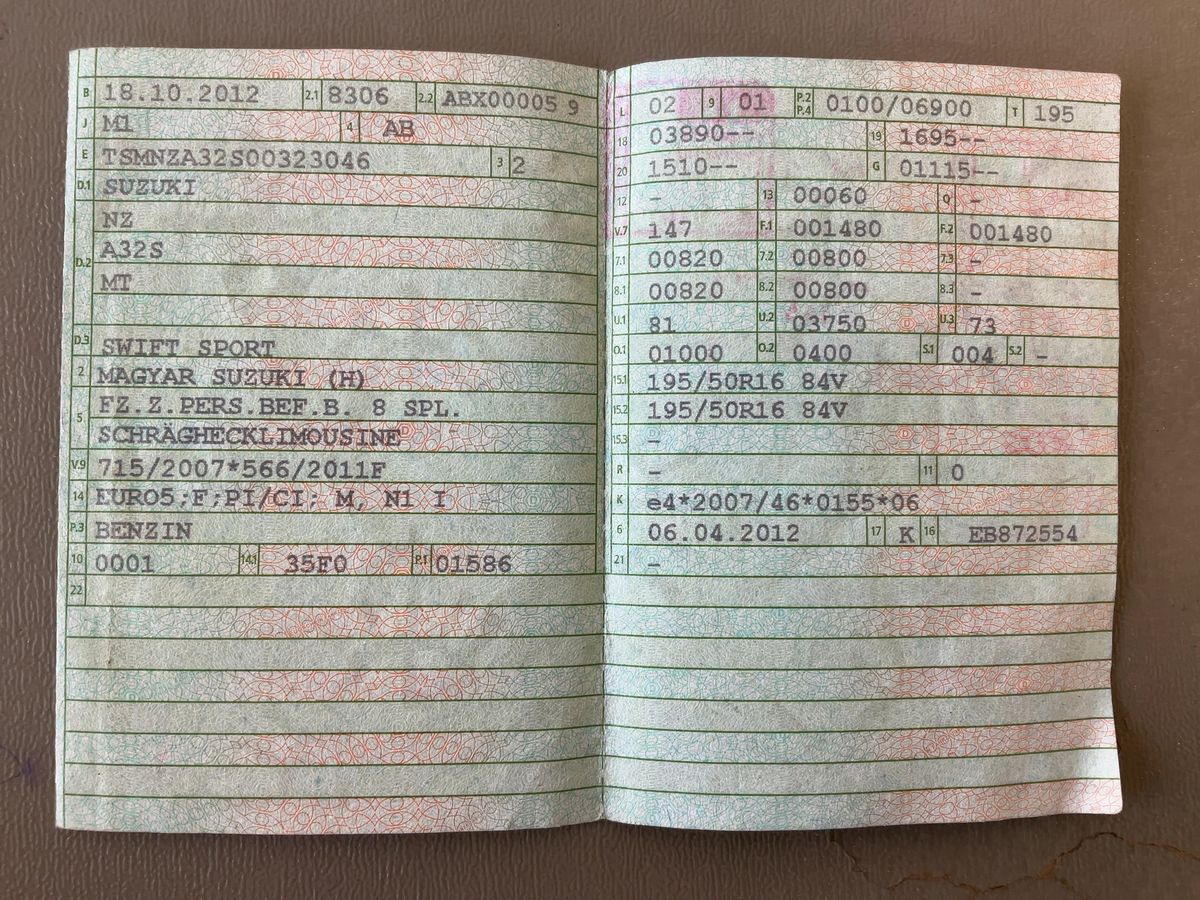 B 18.10.2012 2.1 8306 2.2 ABX00005 9
J M1 4 AB
E TSMNZA32S00323046 3 2
D.1 SUZUKI
NZ
D.2 A32S
MT
D.3 SWIFT SPORT
2 MAGYAR SUZUKI (H)
5 FZ.Z.PERS.BEF.B. 8 SPL.
SCHRÄGHECKLIMOUSINE
V.9 715/2007*566/2011F
14 EURO5;F;PI/CI; M, N1 I
P.3 BENZIN
10 0001 14.1 35F0 P.1 01586
22
L 02 9 01 P.2 P.4 0100/06900 T 195
18 03890-- 19 1695--
20 1510-- G 01115--
12 - 13 00060 Q -
V.7 147 F.1 001480 F.2 001480
7.1 00820 7.2 00800 7.3 -
8.1 00820 8.2 00800 8.3 -
U.1 81 U.2 03750 U.3 73
O.1 01000 O.2 0400 S.1 004 S.2 -
15.1 195/50R16 84V
15.2 195/50R16 84V
15.3 -
R - 11 0
K e4*2007/46*0155*06
6 06.04.2012 17 K 16 EB872554
21 -